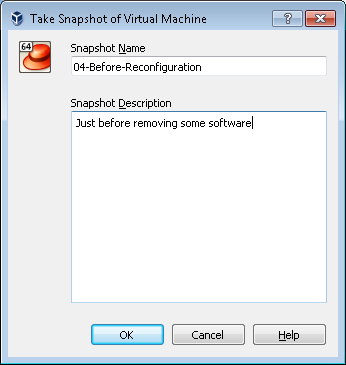 Take Snapshot of Virtual Machine
?
64
Snapshot Name
04-Before-Reconfiguration
Snapshot Description
Just before removing some software
OK
Cancel
Help